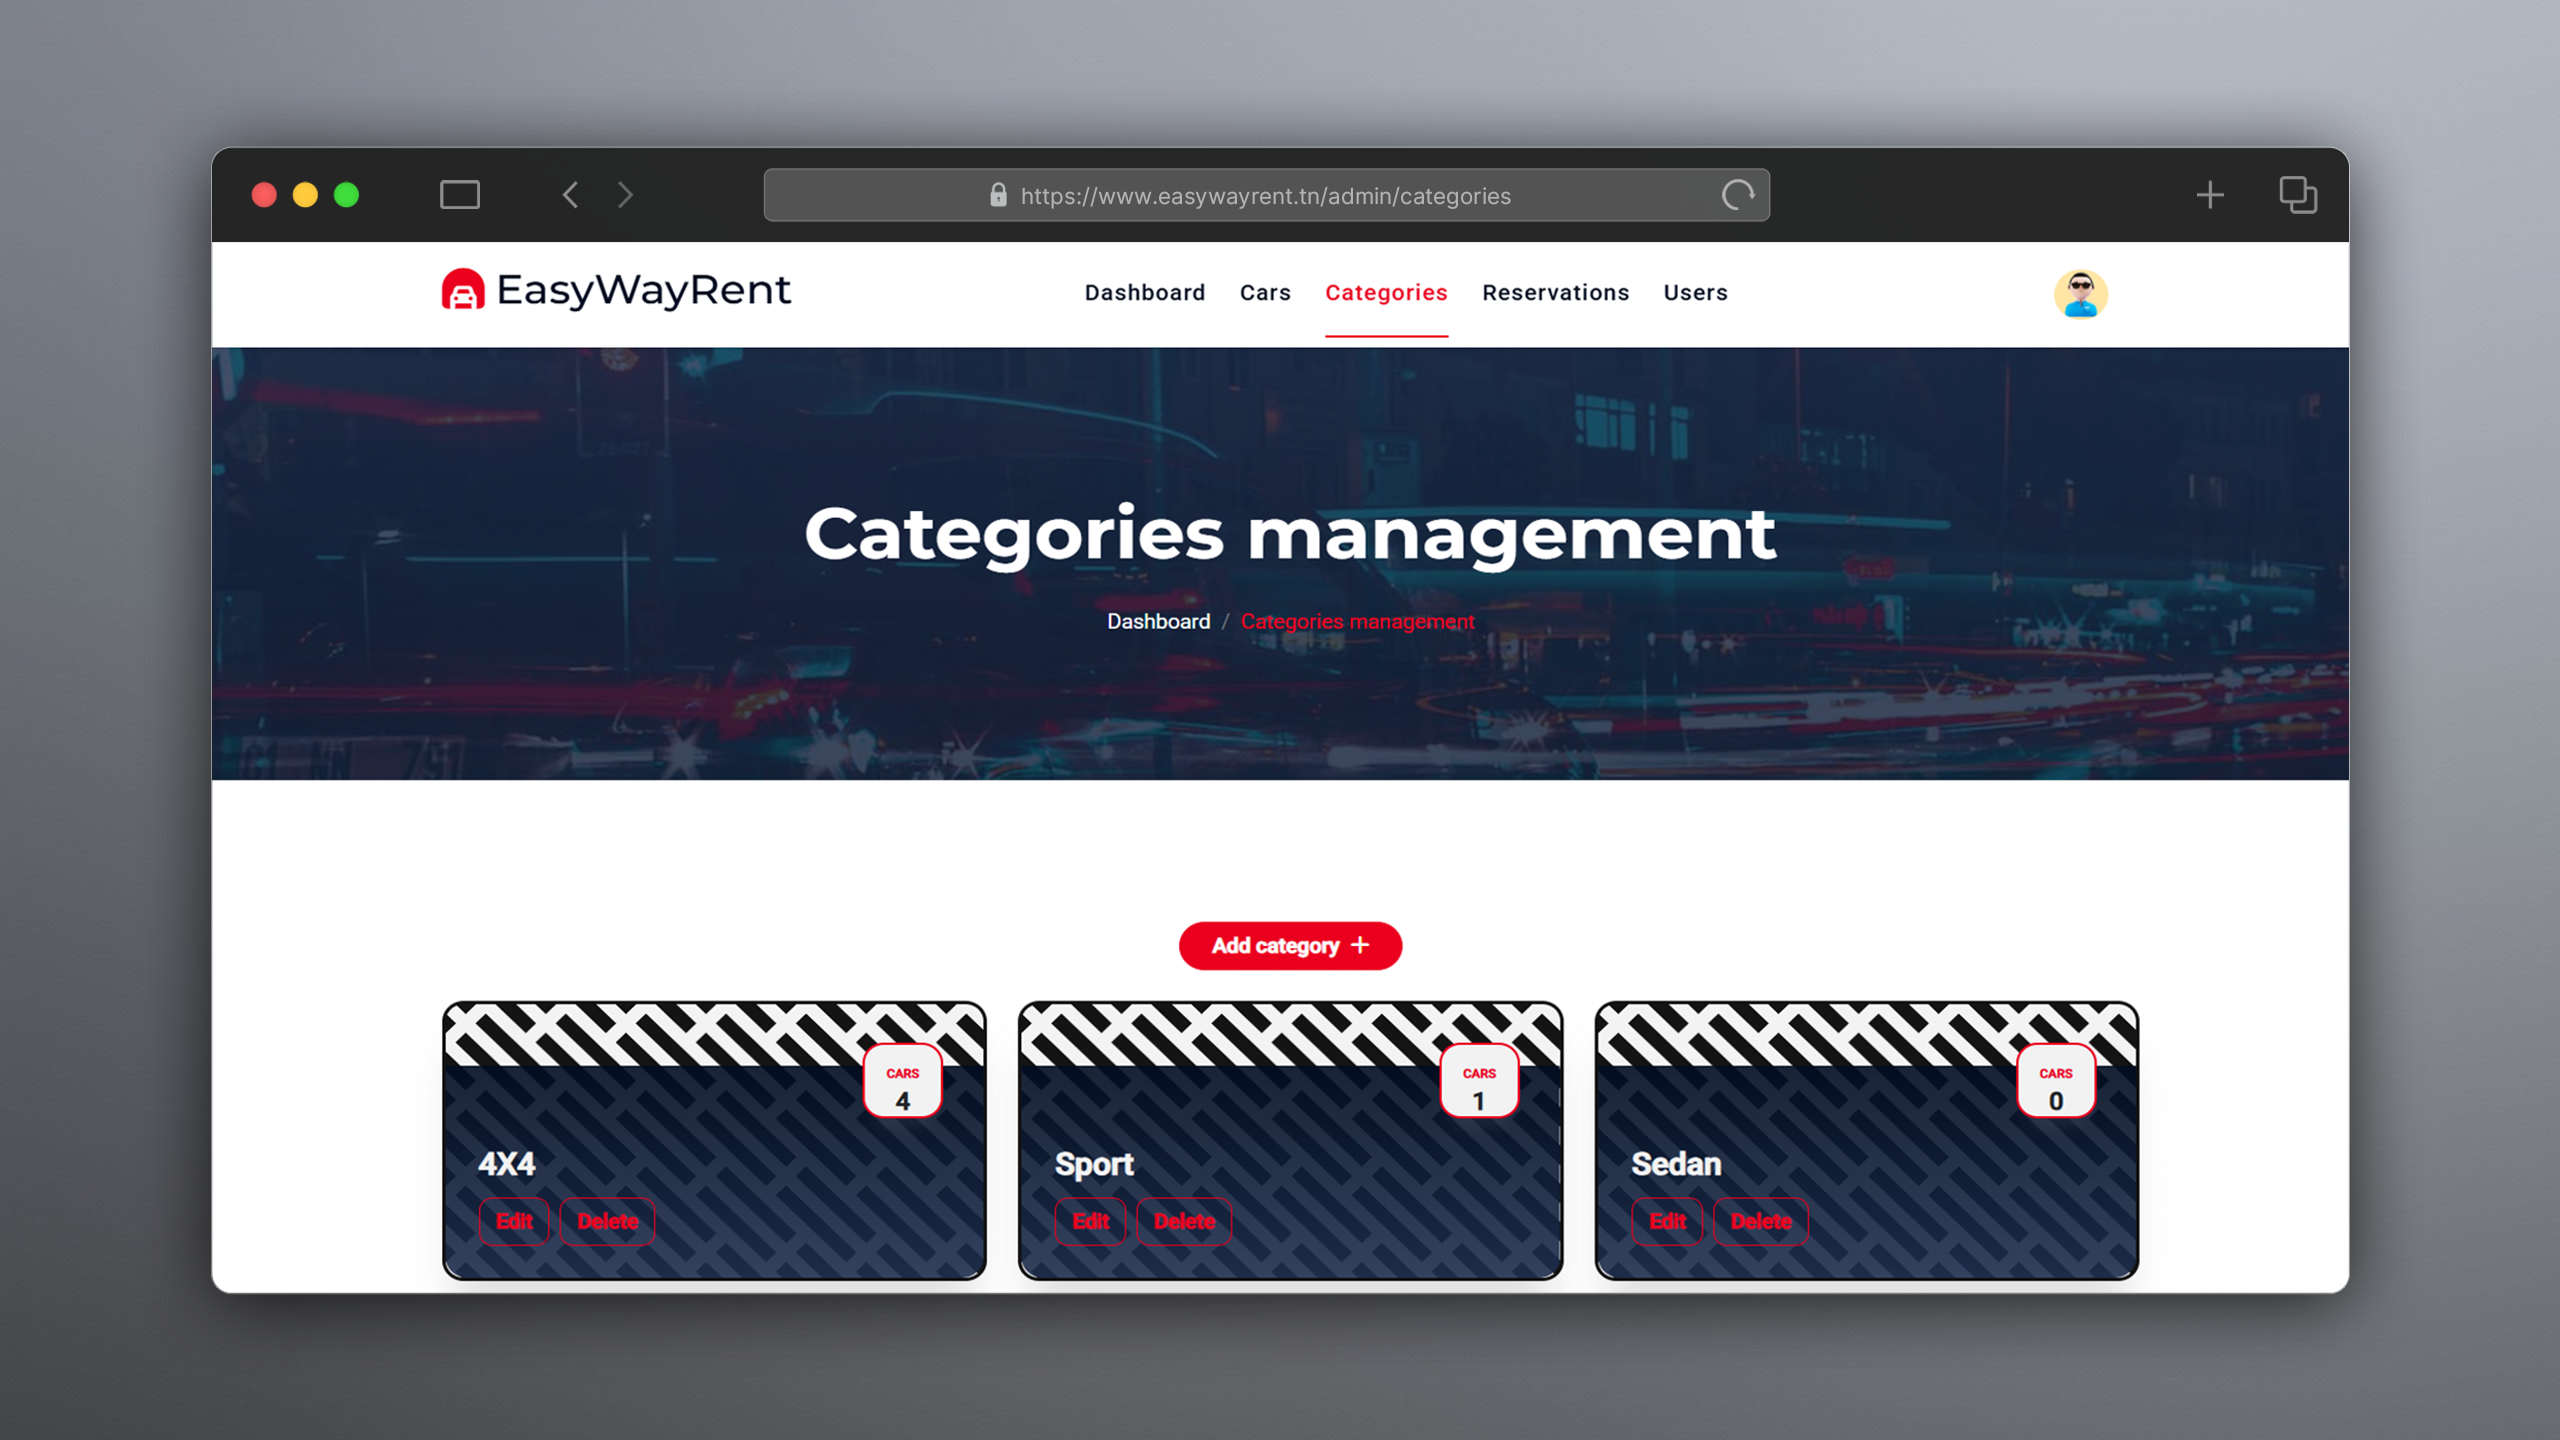 https://www.easywayrent.tn/admin/categories
EasyWayRent
Dashboard Cars Categories Reservations Users
Categories management
Dashboard / Categories management
Add category +
CARS
4
4X4
Edit Delete
CARS
1
Sport
Edit Delete
CARS
0
Sedan
Edit Delete